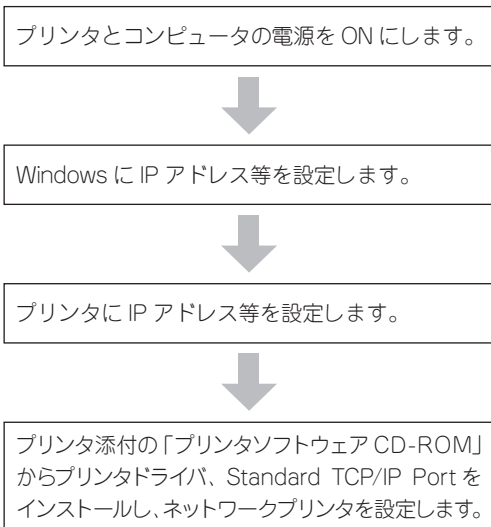 プリンタとコンピュータの電源を ON にします。
Windows に IP アドレス等を設定します。
プリンタに IP アドレス等を設定します。
プリンタ添付の「プリンタソフトウェア CD-ROM」
からプリンタドライバ、Standard TCP/IP Port を
インストールし、ネットワークプリンタを設定します。